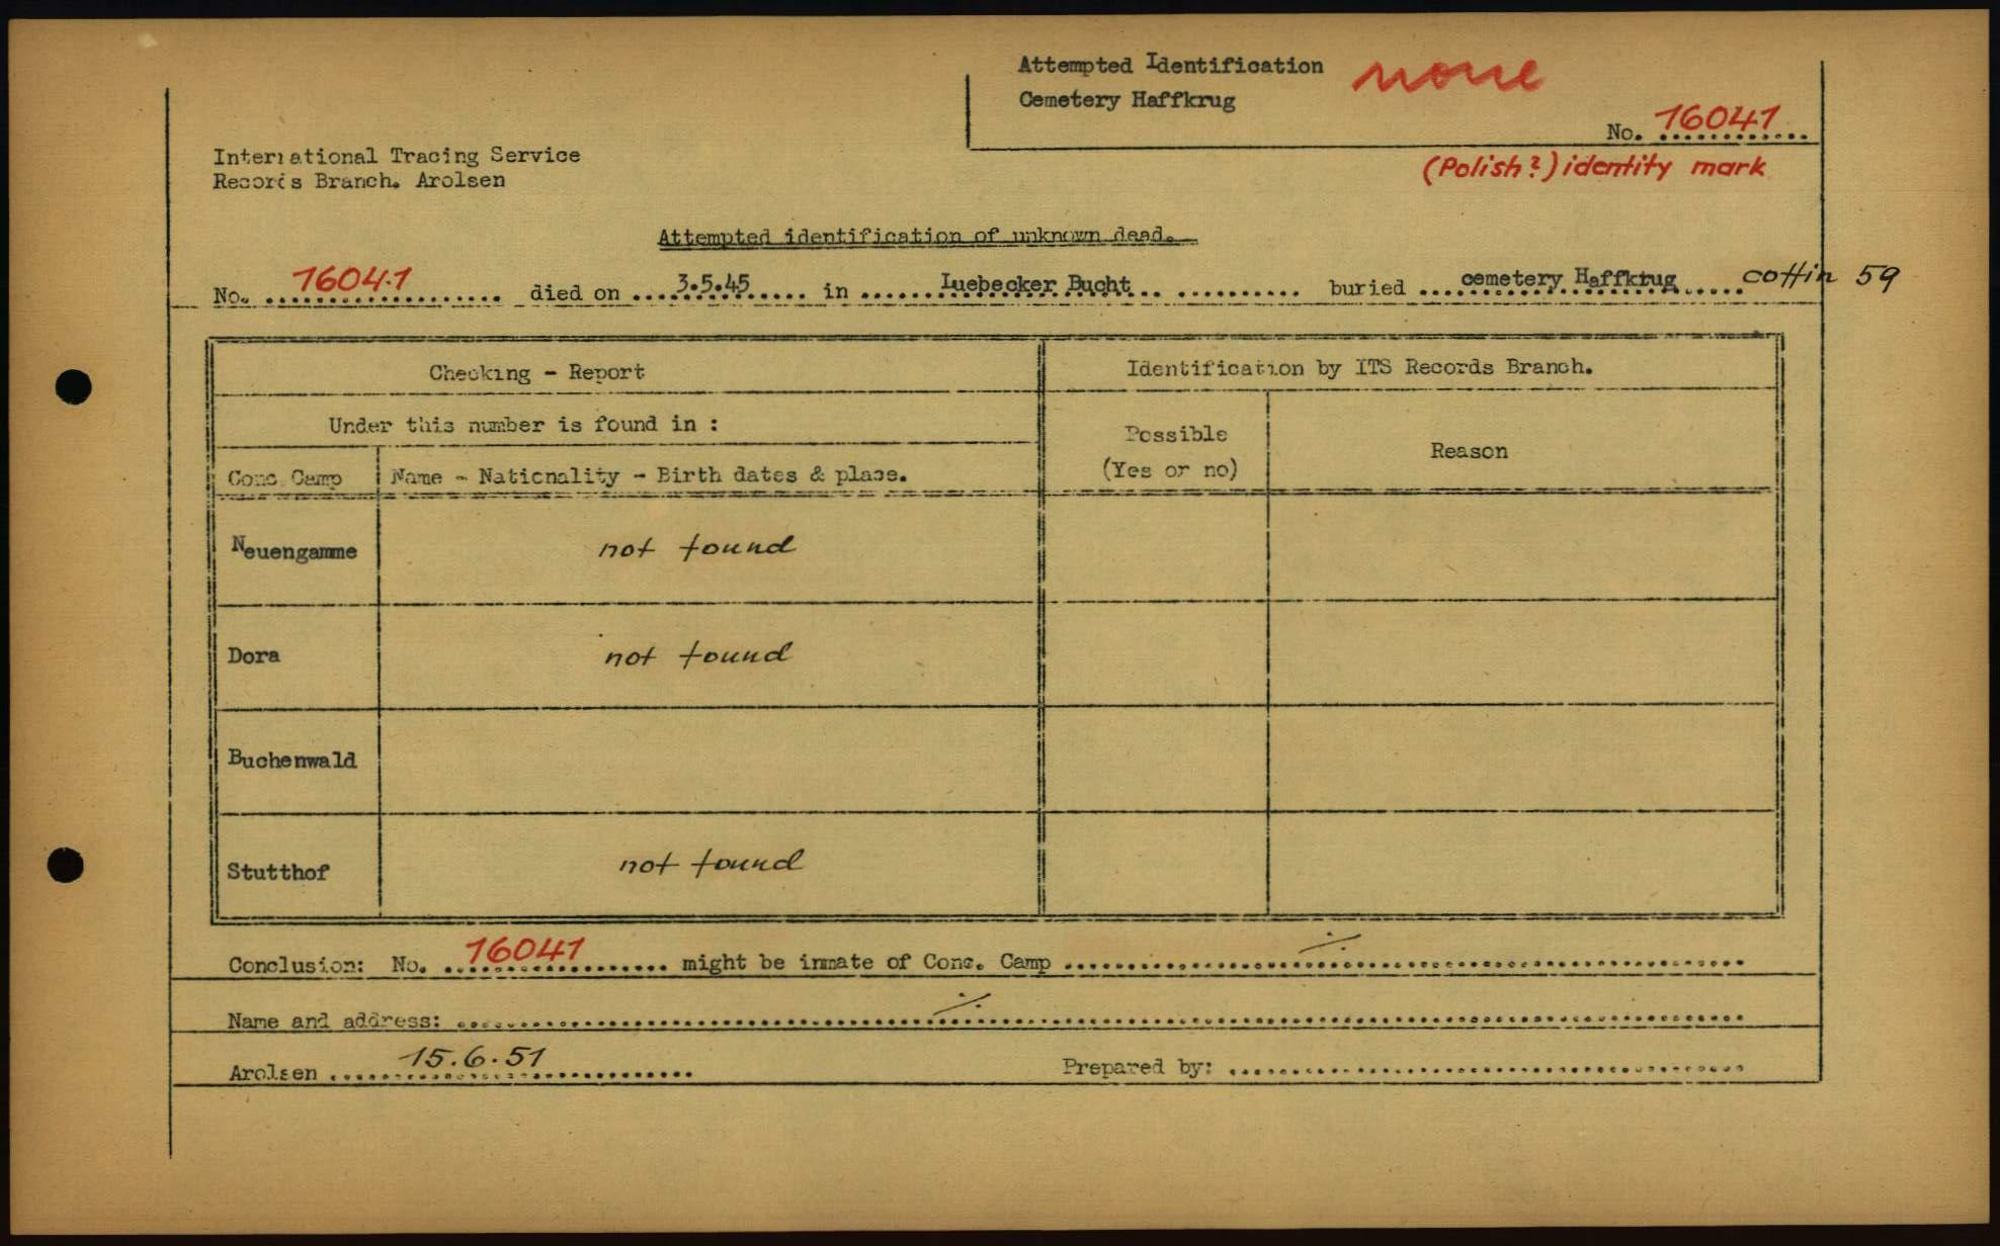 Attempted Identification none
Cemetery Haffkrug
No. 16041
(Polish?) identity mark
International Tracing Service
Records Branch. Arolsen
Attempted identification of unknown dead.
No. 16041 died on 3.5.45 in Luebecker Bucht buried cemetery Haffkrug coffin 59
Checking - Report
Identification by ITS Records Branch.
Under this number is found in :
Possible
(Yes or no)
Reason
Conc. Camp
Name - Nationality - Birth dates & place.
Neuengamme not found
Dora not found
Buchenwald
Stutthof not found
Conclusion: No. 16041 might be inmate of Conc. Camp ./.
Name and address: ./.
Arolsen 15.6.51 Prepared by: